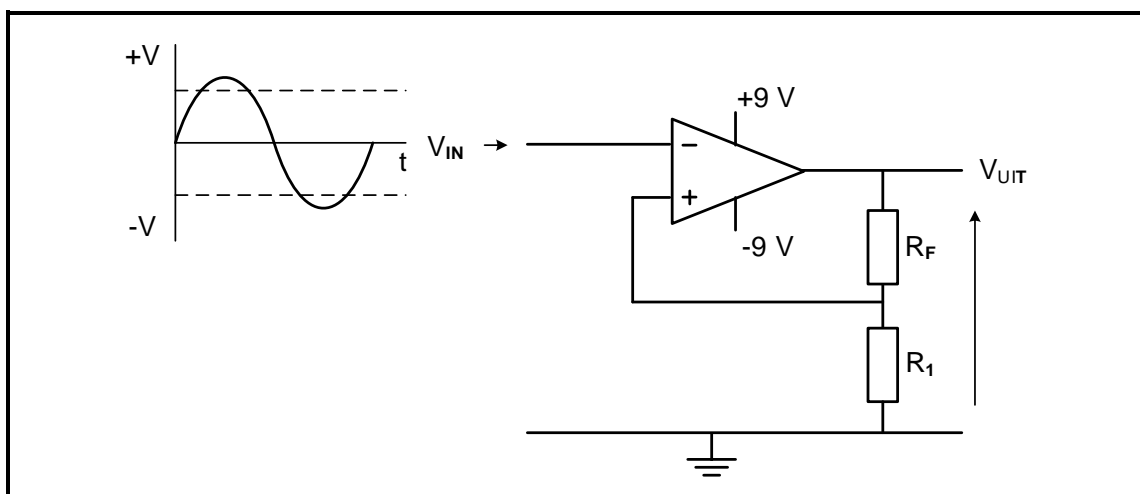 +V
t
-V
V_IN
+9 V
−
+
-9 V
V_UIT
R_F
R_1